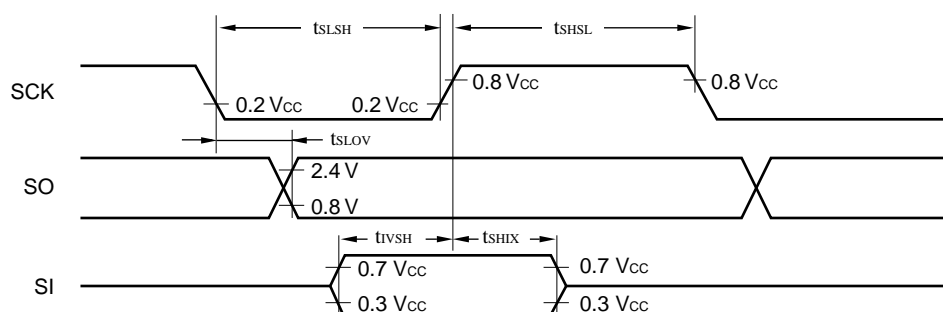 tSLSH tSHSL
SCK 0.2 VCC 0.2 VCC 0.8 VCC 0.8 VCC
tSLOV
SO 2.4 V
0.8 V
tIVSH tSHIX
0.7 VCC 0.7 VCC
SI
0.3 VCC 0.3 VCC